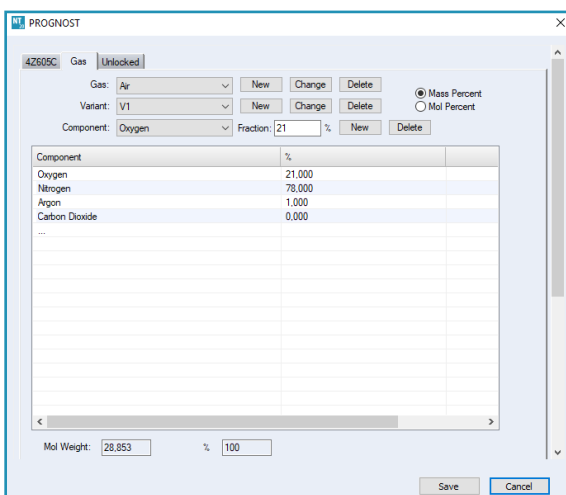 NT PROGNOST
4Z605C Gas Unlocked
Gas: Air New Change Delete
Mass Percent
Variant: V1 New Change Delete
Mol Percent
Component: Oxygen Fraction: 21 % New Delete
Component %
Oxygen 21,000
Nitrogen 78,000
Argon 1,000
Carbon Dioxide 0,000
...
Mol Weight: 28,853 % 100
Save Cancel